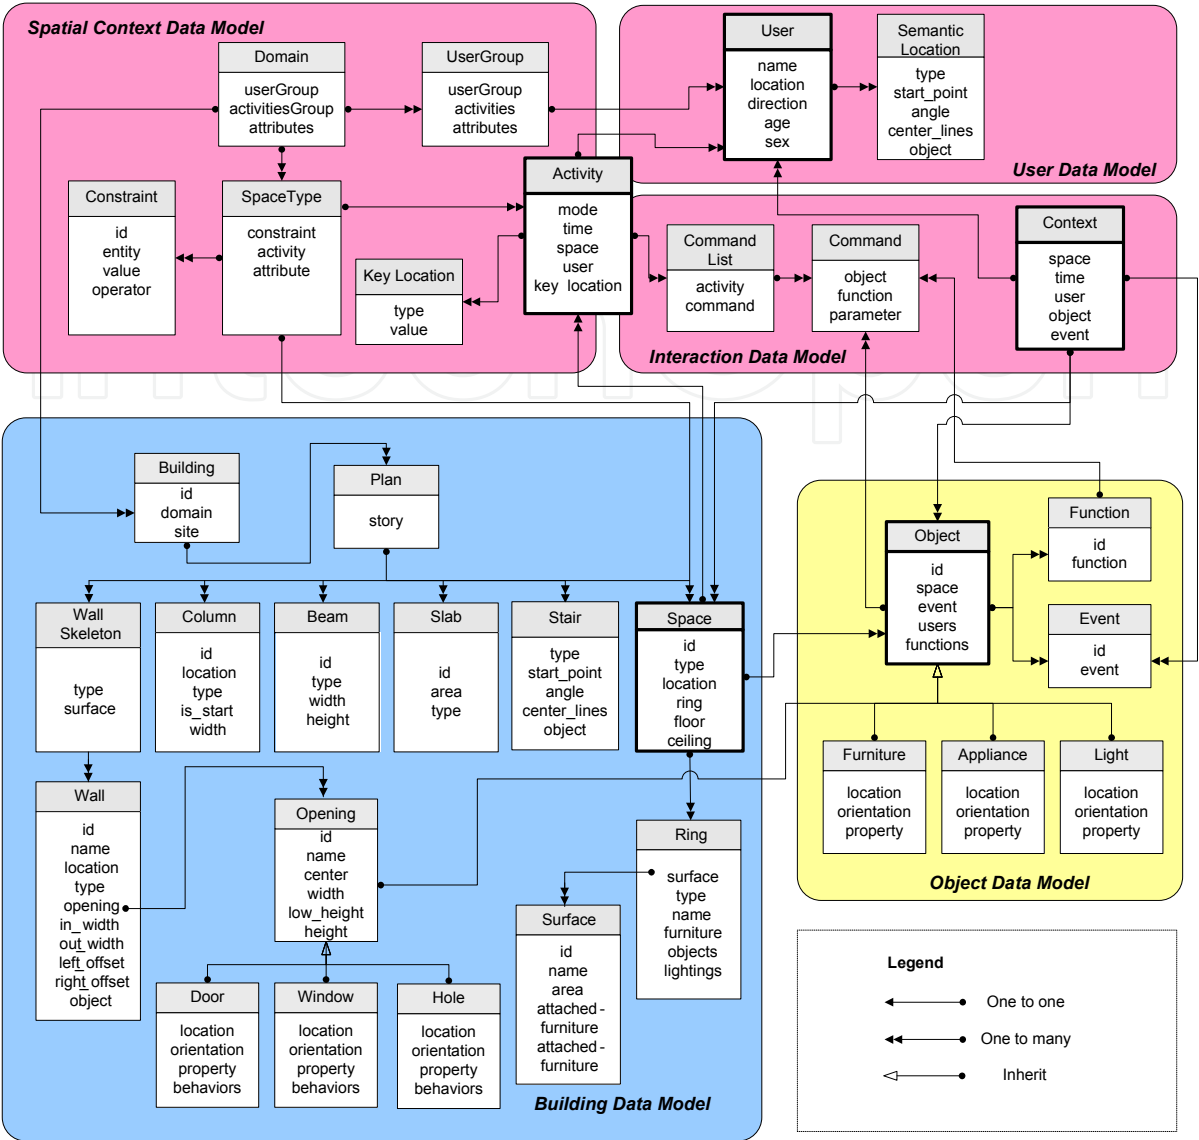 Spatial Context Data Model
Domain
userGroup
activitiesGroup
attributes
UserGroup
userGroup
activities
attributes
Constraint
id
entity
value
operator
SpaceType
constraint
activity
attribute
Key Location
type
value
Activity
mode
time
space
user
key location
User
name
location
direction
age
sex
Semantic
Location
type
start_point
angle
center_lines
object
User Data Model
Command
List
activity
command
Command
object
function
parameter
Context
space
time
user
object
event
Interaction Data Model
Building
id
domain
site
Plan
story
Wall
Skeleton
type
surface
Column
id
location
type
is_start
width
Beam
id
type
width
height
Slab
id
area
type
Stair
type
start_point
angle
center_lines
object
Space
id
type
location
ring
floor
ceiling
Wall
id
name
location
type
opening
in_width
out_width
left_offset
right_offset
object
Opening
id
name
center
width
low_height
height
Ring
surface
type
name
furniture
objects
lightings
Surface
id
name
area
attached-
furniture
attached-
furniture
Door
location
orientation
property
behaviors
Window
location
orientation
property
behaviors
Hole
location
orientation
property
behaviors
Building Data Model
Object
id
space
event
users
functions
Function
id
function
Event
id
event
Furniture
location
orientation
property
Appliance
location
orientation
property
Light
location
orientation
property
Object Data Model
Legend
One to one
One to many
Inherit
intechopen